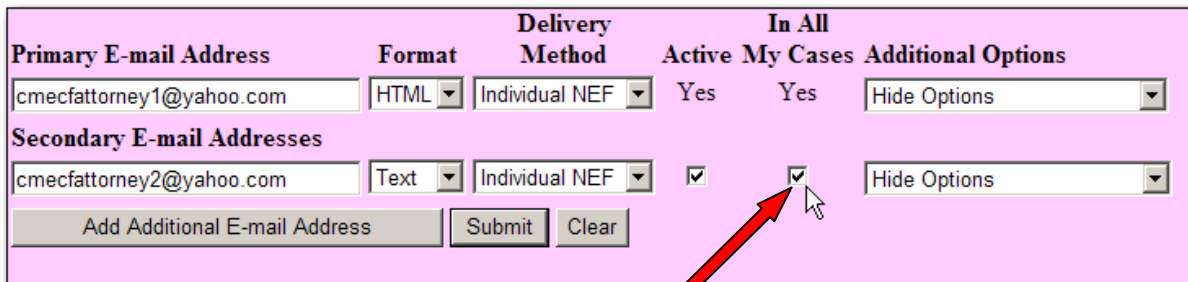 Delivery In All
Primary E-mail Address Format Method Active My Cases Additional Options
cmecfattorney1@yahoo.com HTML Individual NEF Yes Yes Hide Options
Secondary E-mail Addresses
cmecfattorney2@yahoo.com Text Individual NEF Hide Options
Add Additional E-mail Address Submit Clear